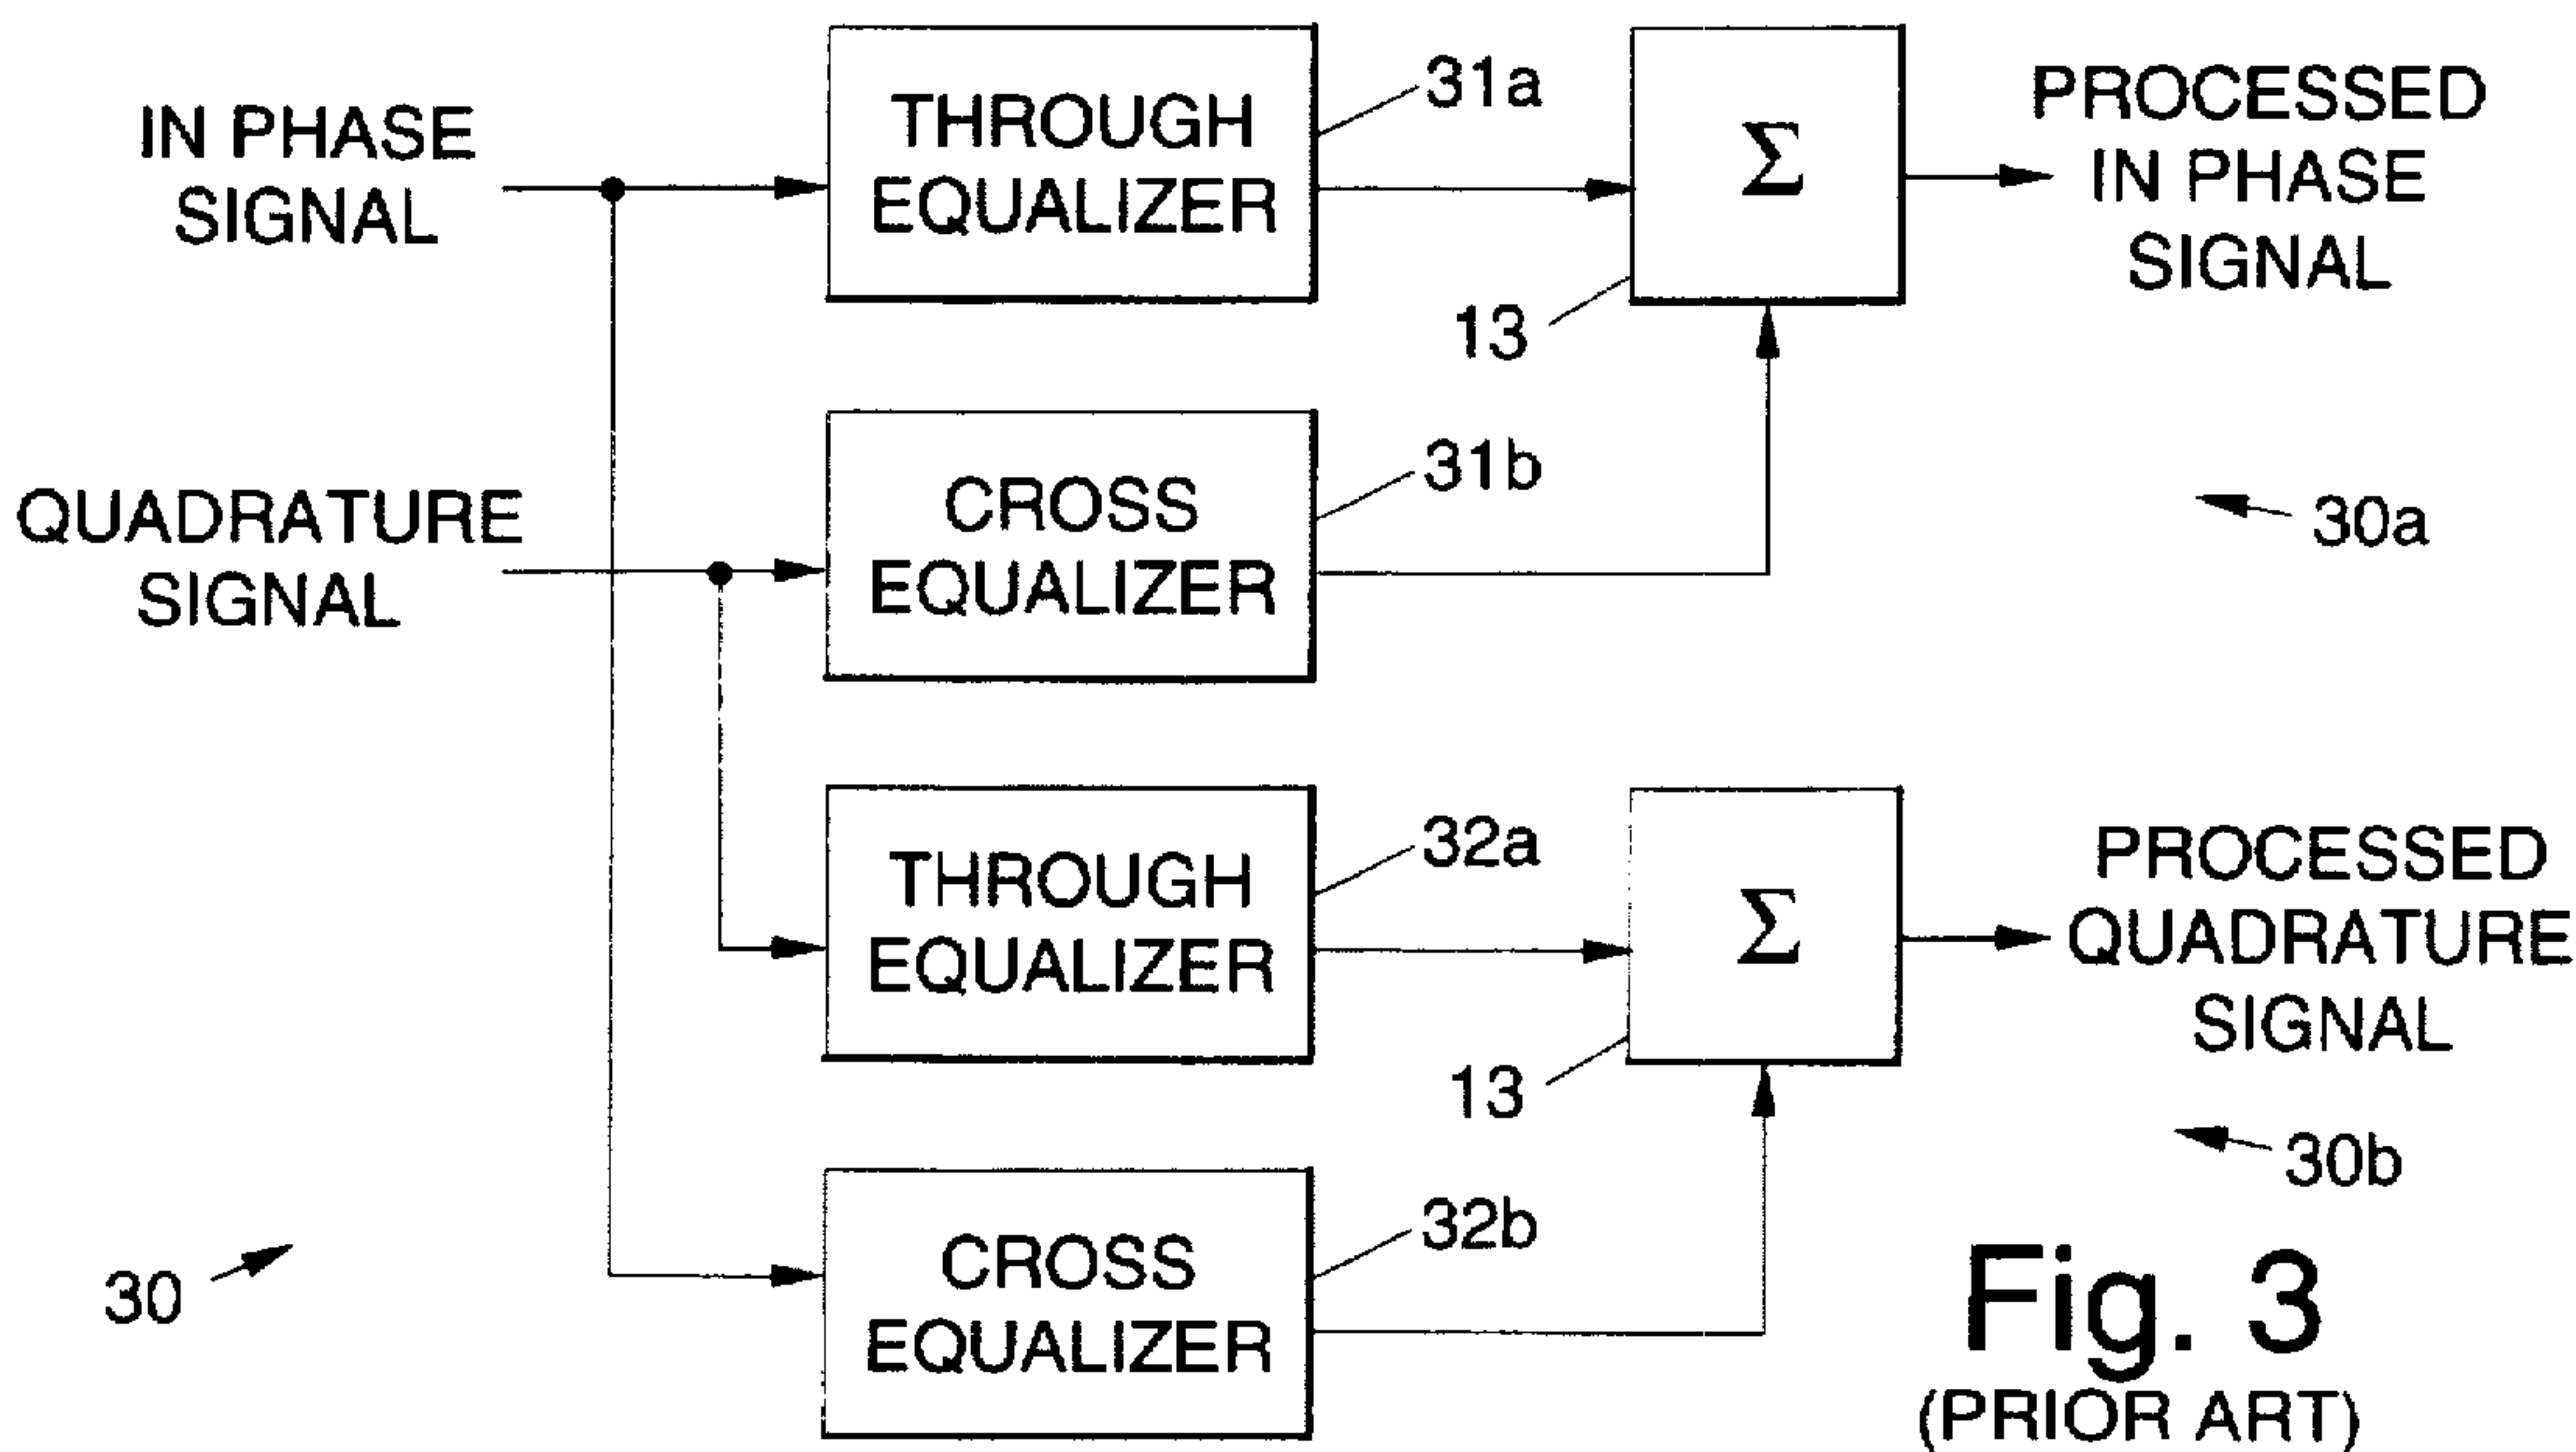 IN PHASE
SIGNAL
THROUGH
EQUALIZER
31a
Σ
13
PROCESSED
IN PHASE
SIGNAL
QUADRATURE
SIGNAL
CROSS
EQUALIZER
31b
30a
THROUGH
EQUALIZER
32a
Σ
13
PROCESSED
QUADRATURE
SIGNAL
30b
CROSS
EQUALIZER
32b
30
Fig. 3
(PRIOR ART)